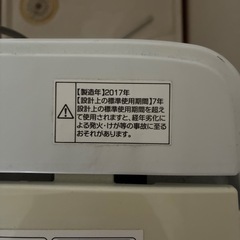 【製造年】2017年
【設計上の標準使用期間】7年
設計上の標準使用期間を超え
て使用されますと、経年劣化に
よる発火・けが等の事故に至る
おそれがあります。